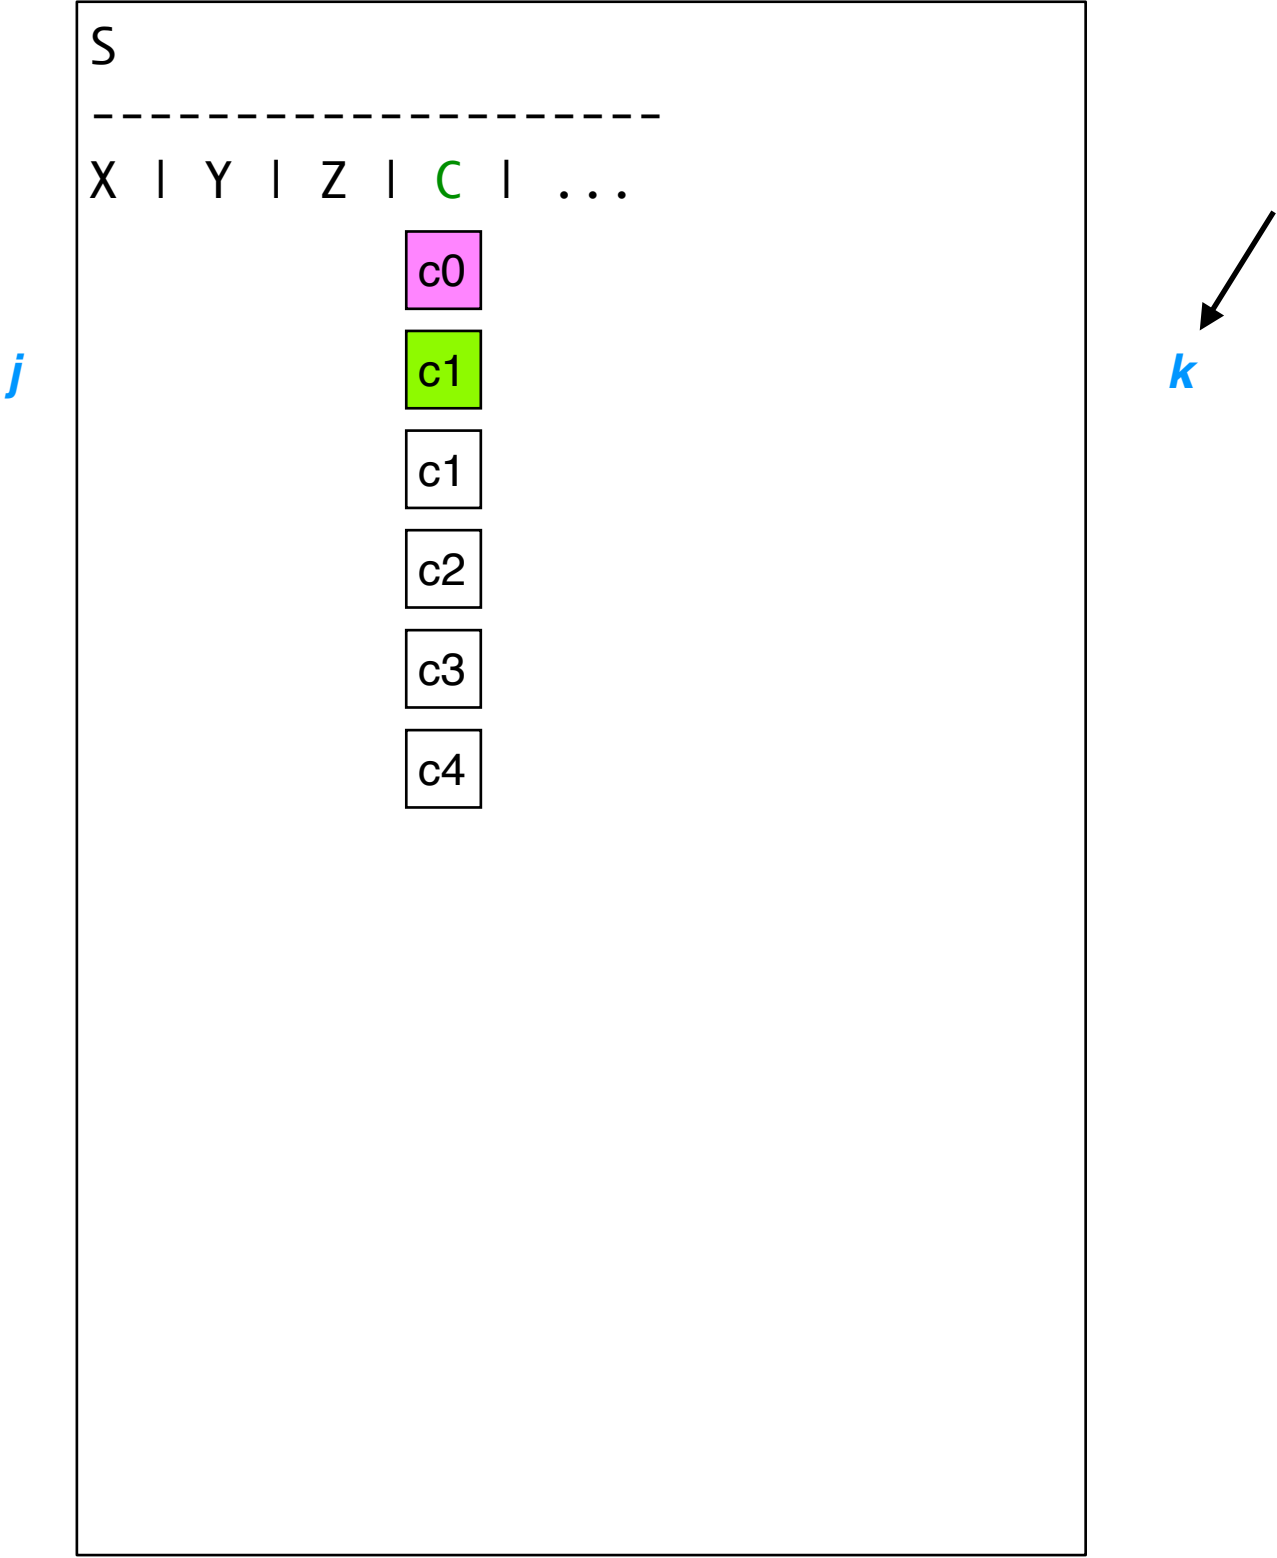 S
--------------------
X | Y | Z | C | ...
c0
j c1 k
c1
c2
c3
c4